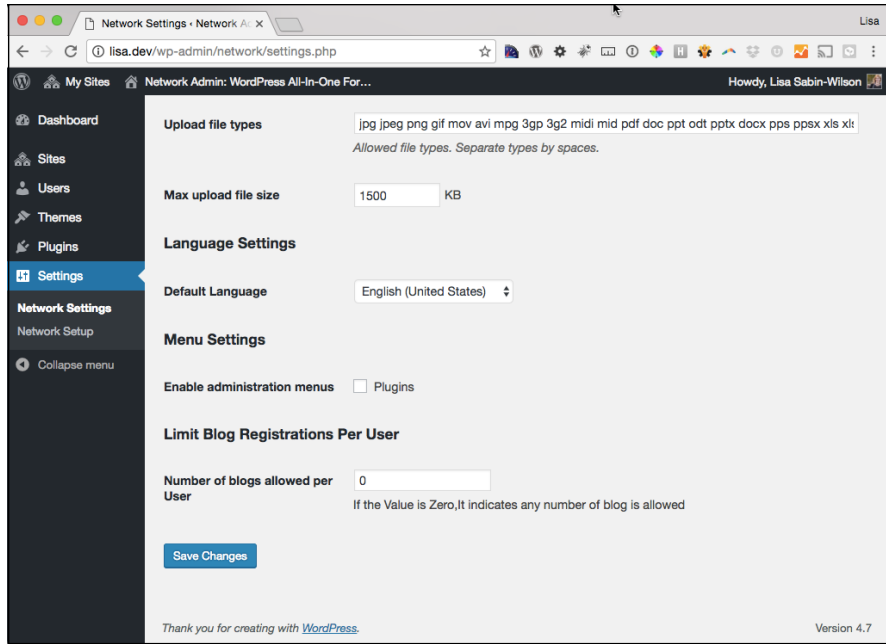 Network Settings ‹ Network Ac
Lisa
lisa.dev/wp-admin/network/settings.php
My Sites Network Admin: WordPress All-In-One For… Howdy, Lisa Sabin-Wilson
Dashboard
Sites
Users
Themes
Plugins
Settings
Network Settings
Network Setup
Collapse menu
Upload file types jpg jpeg png gif mov avi mpg 3gp 3g2 midi mid pdf doc ppt odt pptx docx pps ppsx xls xls
Allowed file types. Separate types by spaces.
Max upload file size 1500 KB
Language Settings
Default Language English (United States)
Menu Settings
Enable administration menus Plugins
Limit Blog Registrations Per User
Number of blogs allowed per
User
0
If the Value is Zero,It indicates any number of blog is allowed
Save Changes
Thank you for creating with WordPress. Version 4.7